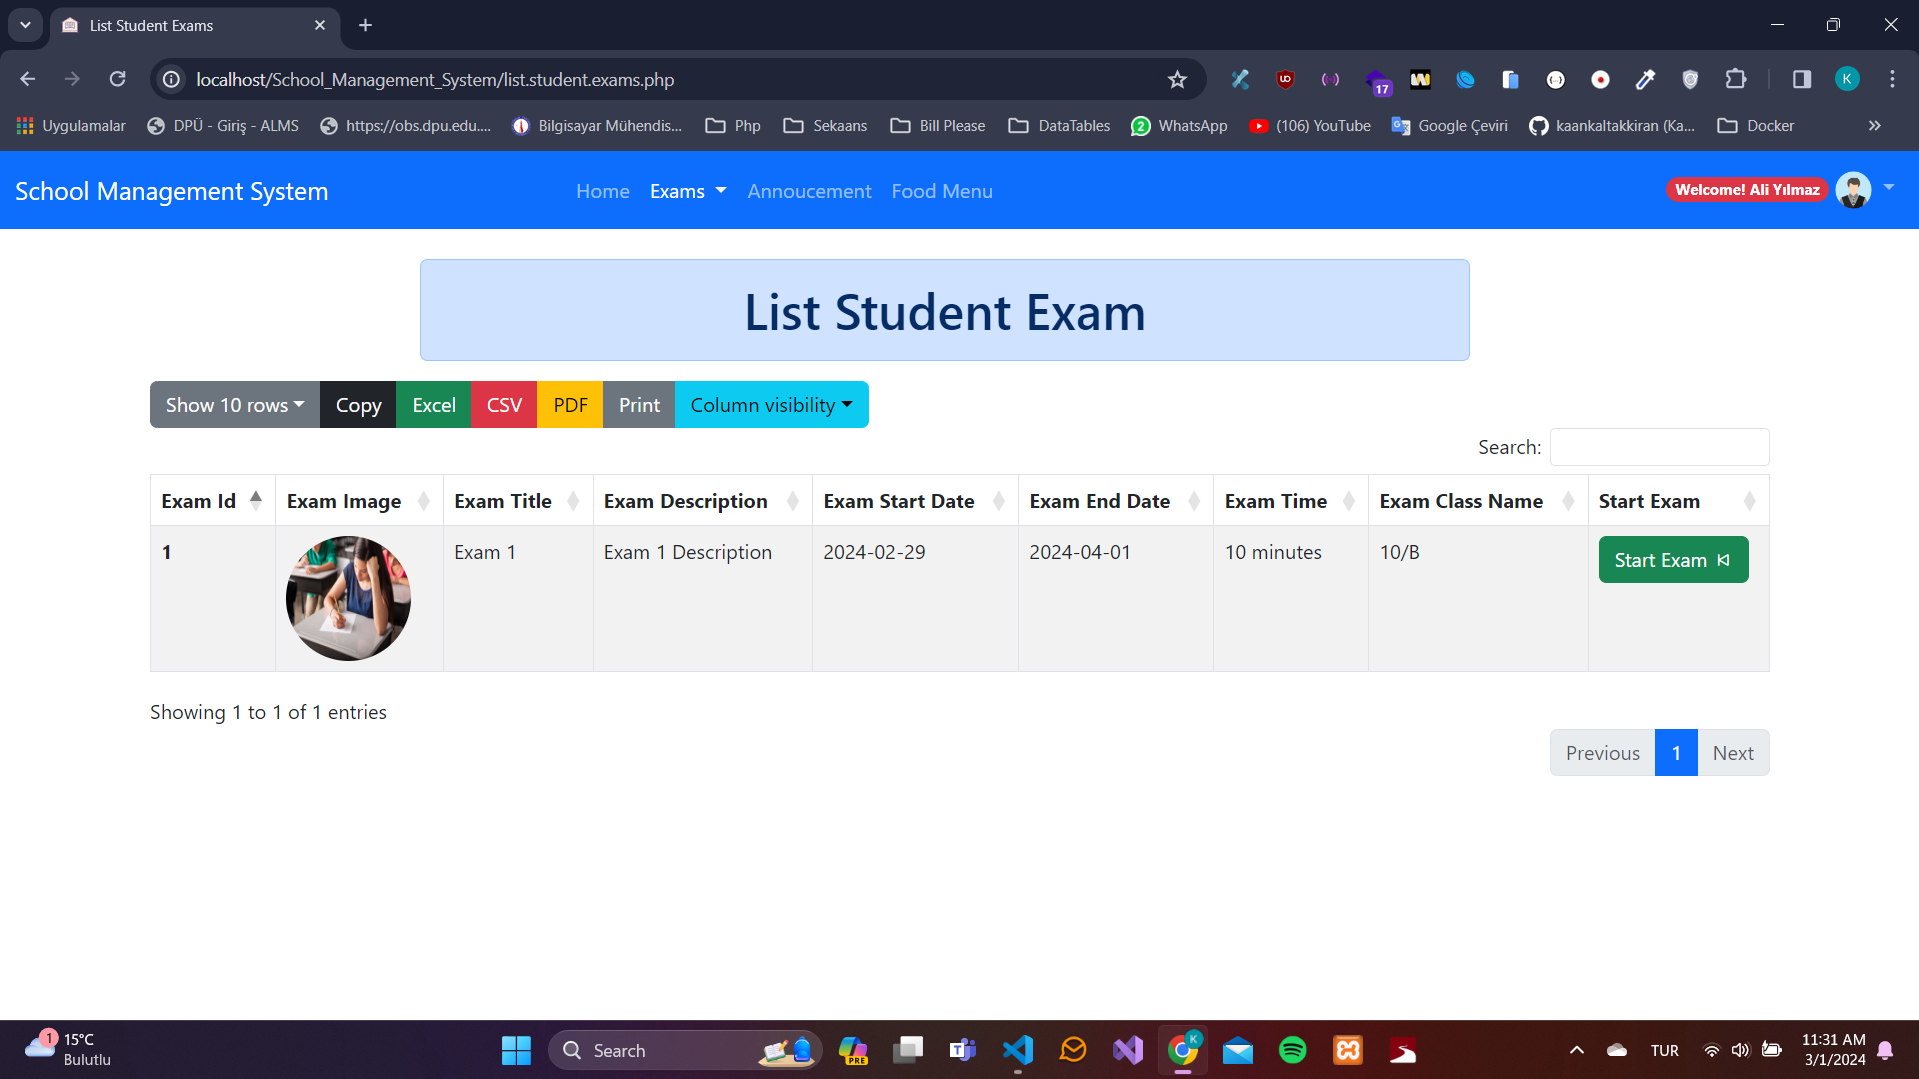 List Student Exams
localhost/School_Management_System/list.student.exams.php
17
Uygulamalar DPÜ - Giriş - ALMS https://obs.dpu.edu.... Bilgisayar Mühendis... Php Sekaans Bill Please DataTables 2 WhatsApp (106) YouTube Google Çeviri kaankaltakkiran (Ka... Docker
School Management System Home Exams Annoucement Food Menu Welcome! Ali Yılmaz
List Student Exam
Show 10 rows Copy Excel CSV PDF Print Column visibility
Search:
Exam Id Exam Image Exam Title Exam Description Exam Start Date Exam End Date Exam Time Exam Class Name Start Exam
1 Exam 1 Exam 1 Description 2024-02-29 2024-04-01 10 minutes 10/B Start Exam
Showing 1 to 1 of 1 entries
Previous 1 Next
1 15°C
Bulutlu
Search
PRE
K
TUR
11:31 AM
3/1/2024